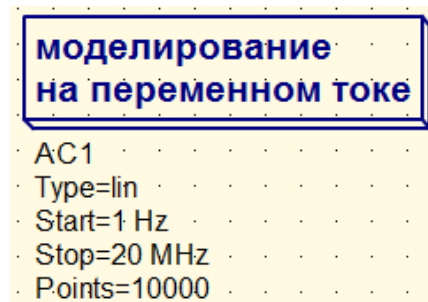 моделирование
на переменном токе
AC1
Type=lin
Start=1 Hz
Stop=20 MHz
Points=10000